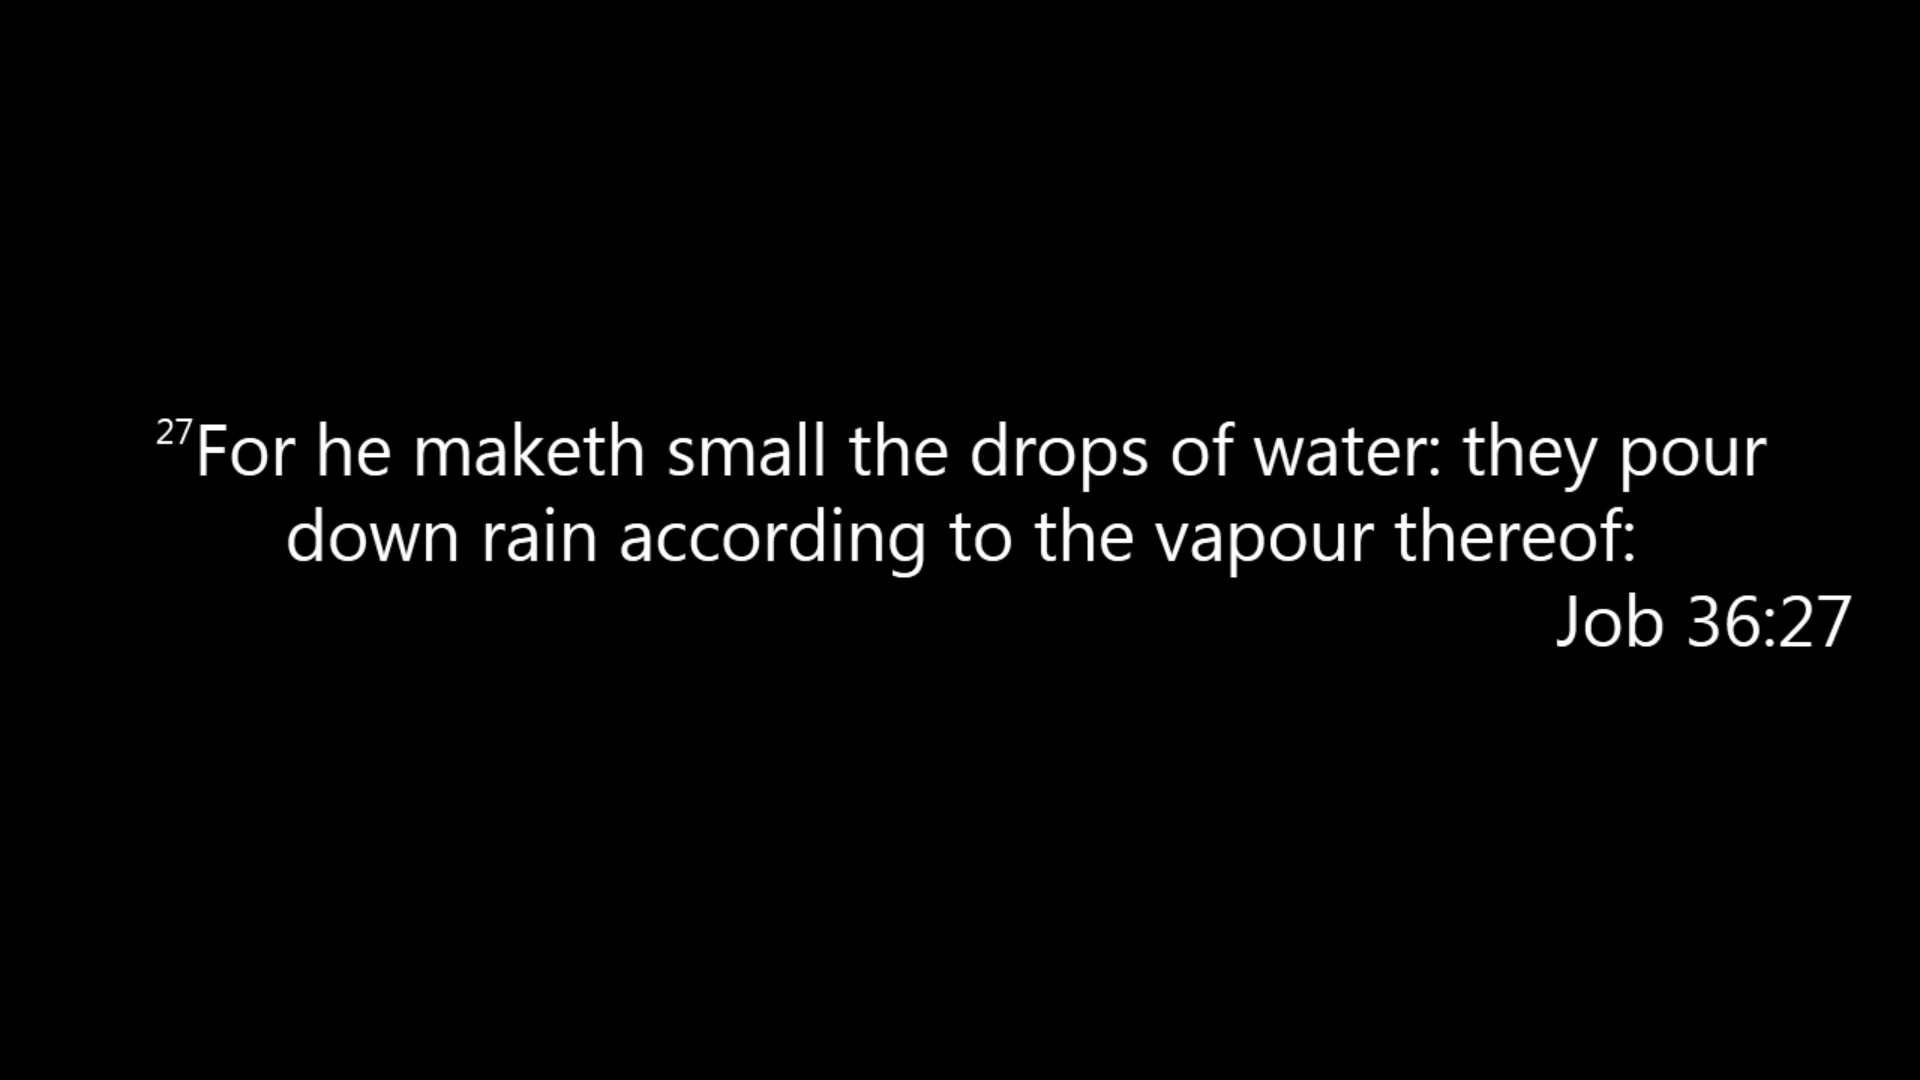 27For he maketh small the drops of water: they pour
down rain according to the vapour thereof:
Job 36:27